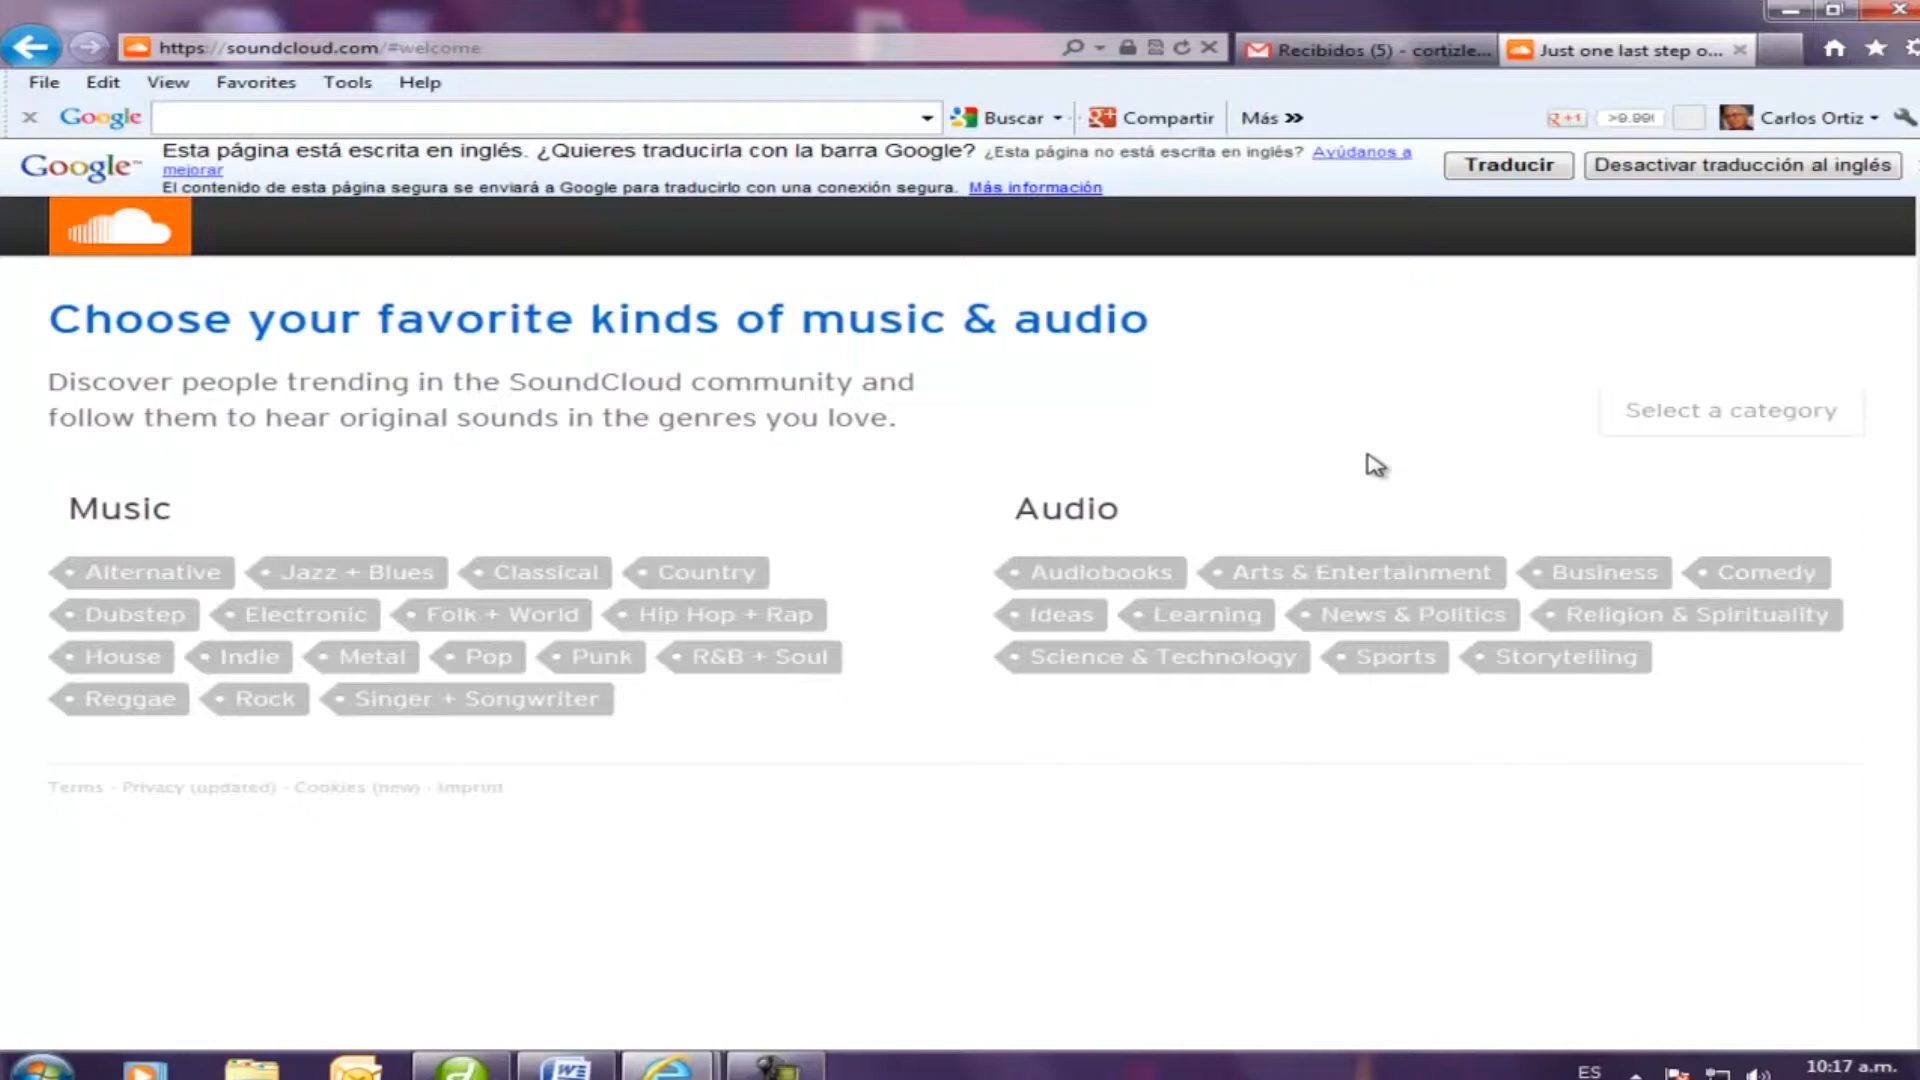 https://soundcloud.com/#welcome
Recibidos (5) - cortizle...
Just one last step o...
File Edit View Favorites Tools Help
Google
Buscar
Compartir
Más
+1
Carlos Ortiz
Google
Esta página está escrita en inglés. ¿Quieres traducirla con la barra Google? ¿Esta página no está escrita en inglés? Ayúdanos a
mejorar
El contenido de esta página segura se enviará a Google para traducirlo con una conexión segura. Más información
Traducir
Desactivar traducción al inglés
Choose your favorite kinds of music & audio
Discover people trending in the SoundCloud community and
follow them to hear original sounds in the genres you love.
Select a category
Music
Alternative Jazz + Blues Classical Country
Dubstep Electronic Folk + World Hip Hop + Rap
House Indie Metal Pop Punk R&B + Soul
Reggae Rock Singer + Songwriter
Audio
Audiobooks Arts & Entertainment Business Comedy
Ideas Learning News & Politics Religion & Spirituality
Science & Technology Sports Storytelling
Terms - Privacy (updated) - Cookies (new) - Imprint
ES
10:17 a.m.